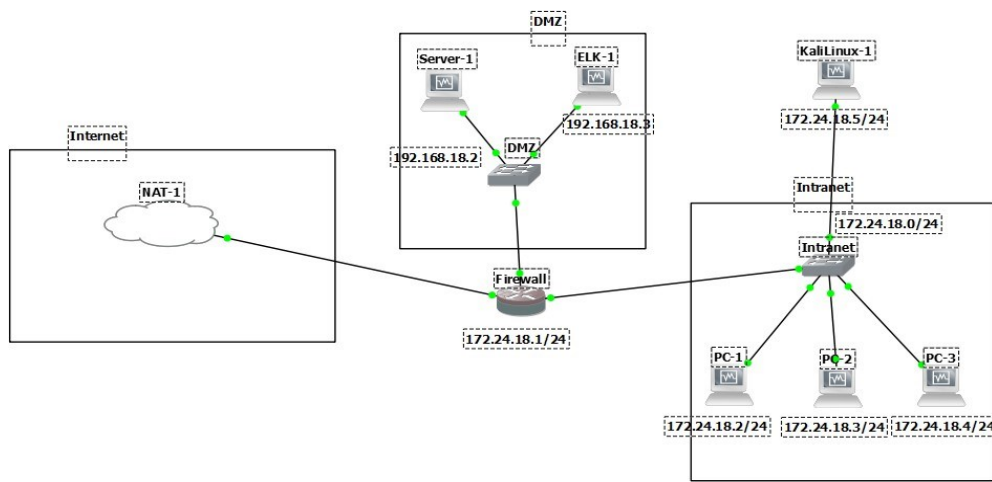 DMZ
Server-1
ELK-1
KaliLinux-1
172.24.18.5/24
192.168.18.3
192.168.18.2
DMZ
Internet
NAT-1
Intranet
172.24.18.0/24
Intranet
Firewall
172.24.18.1/24
PC-1
PC-2
PC-3
172.24.18.2/24
172.24.18.3/24
172.24.18.4/24